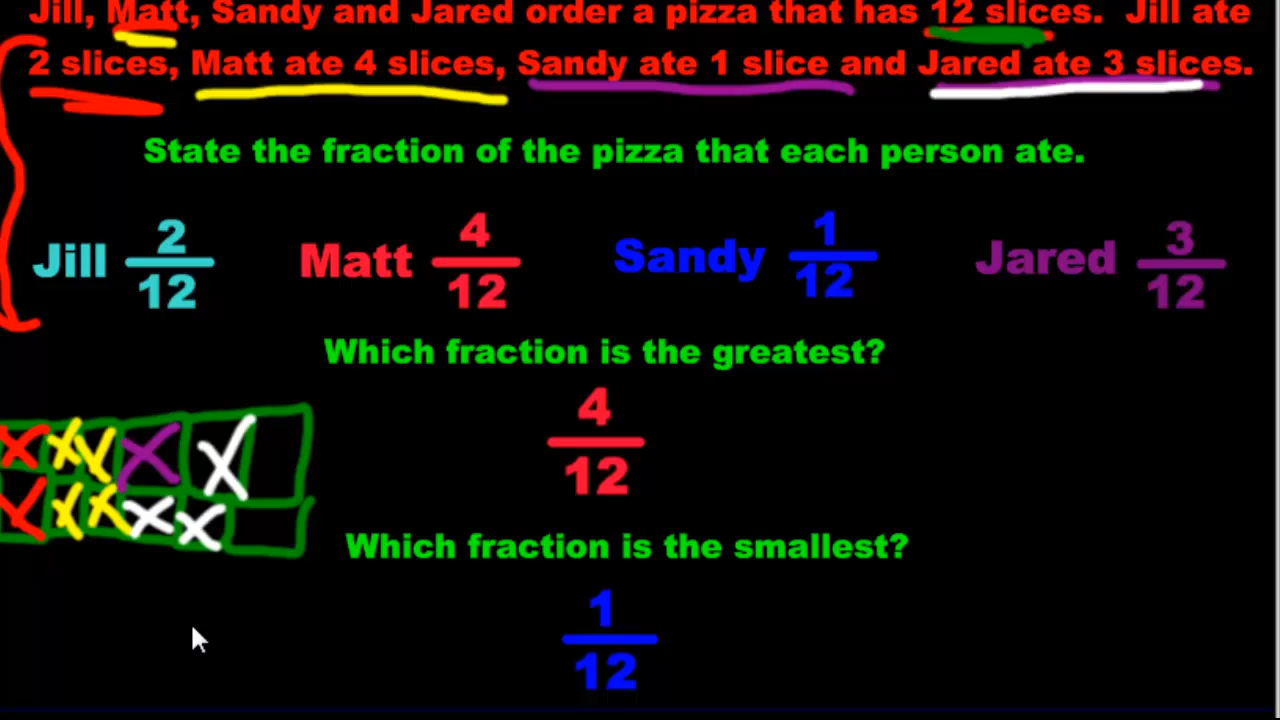 Jill, Matt, Sandy and Jared order a pizza that has 12 slices. Jill ate
2 slices, Matt ate 4 slices, Sandy ate 1 slice and Jared ate 3 slices.
State the fraction of the pizza that each person ate.
Jill 2/12 Matt 4/12 Sandy 1/12 Jared 3/12
Which fraction is the greatest?
4/12
Which fraction is the smallest?
1/12